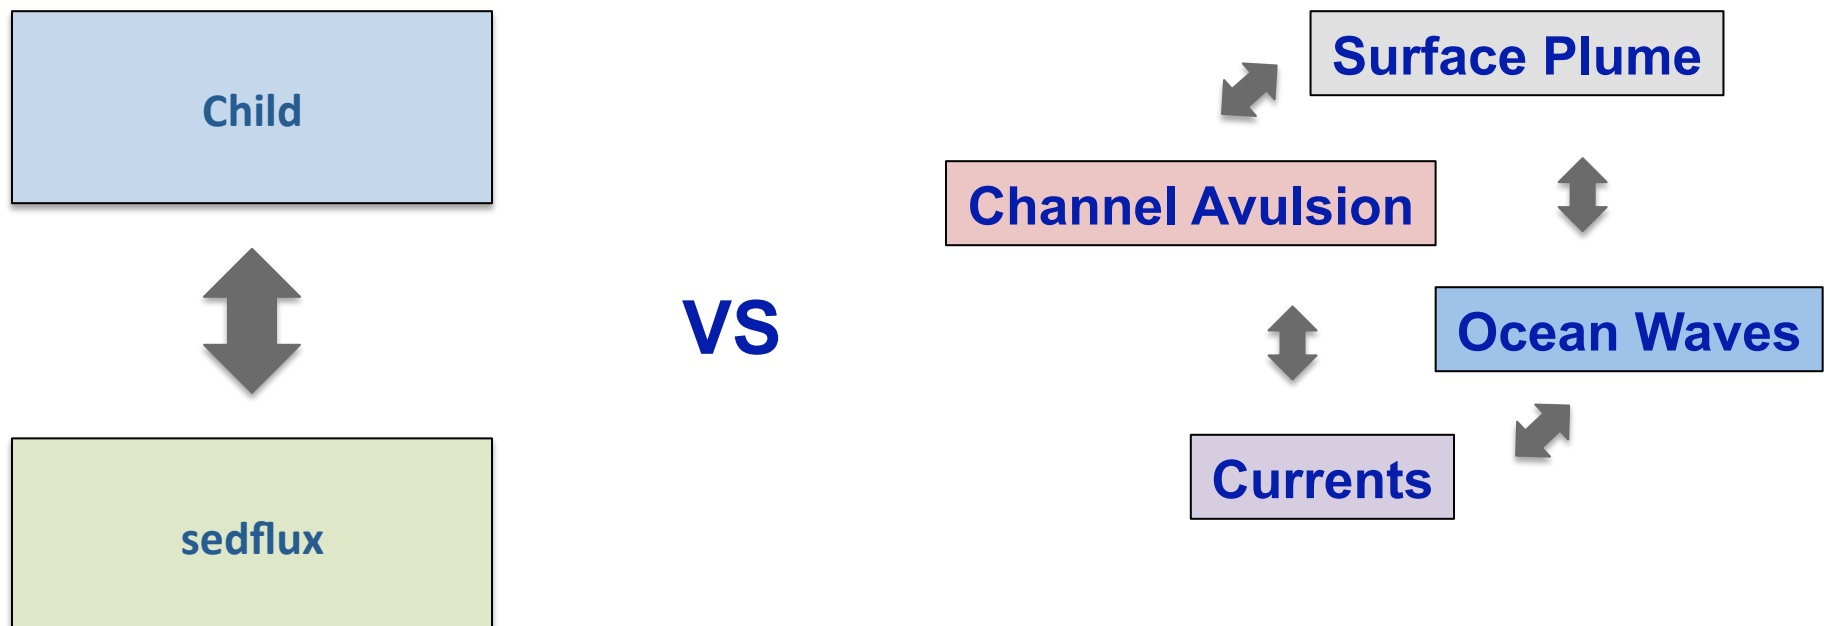 Child
sedflux
VS
Surface Plume
Channel Avulsion
Ocean Waves
Currents